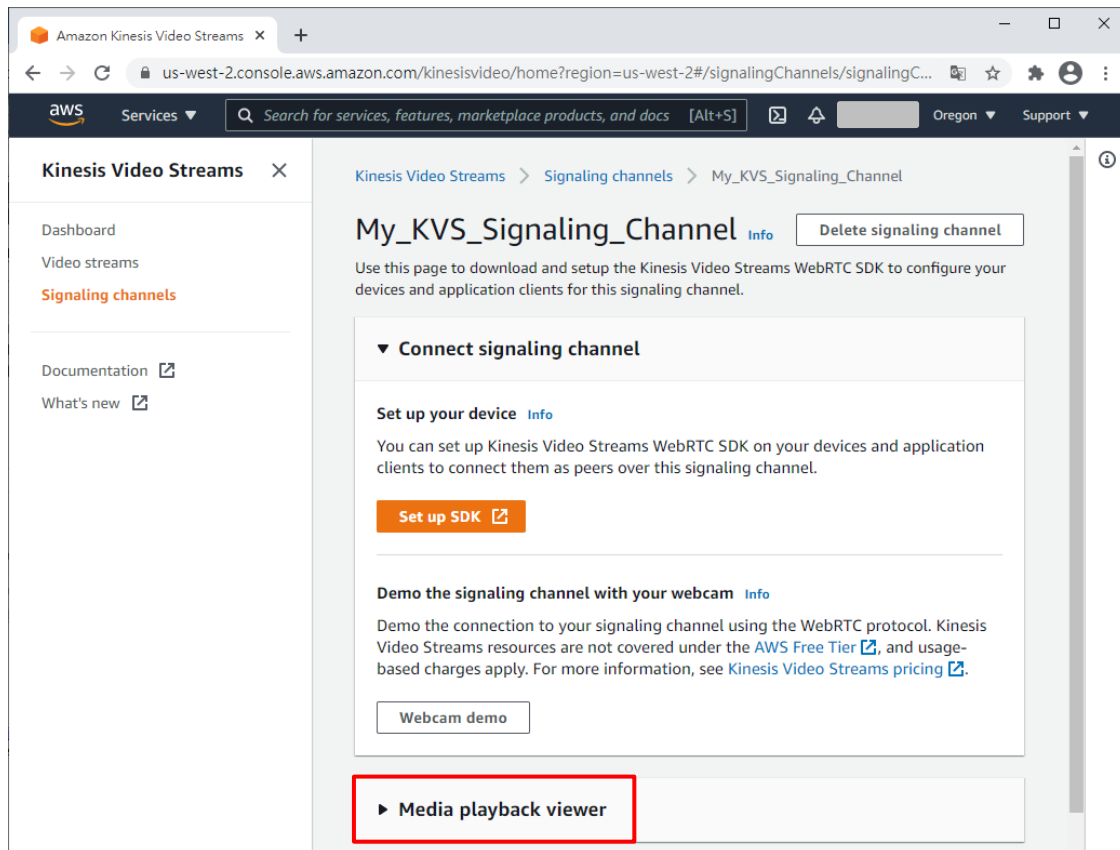 Amazon Kinesis Video Streams
us-west-2.console.aws.amazon.com/kinesisvideo/home?region=us-west-2#/signalingChannels/signalingC...
aws Services Search for services, features, marketplace products, and docs [Alt+S] Oregon Support
Kinesis Video Streams
Dashboard
Video streams
Signaling channels
Documentation
What's new
Kinesis Video Streams > Signaling channels > My_KVS_Signaling_Channel
My_KVS_Signaling_Channel Info Delete signaling channel
Use this page to download and setup the Kinesis Video Streams WebRTC SDK to configure your
devices and application clients for this signaling channel.
Connect signaling channel
Set up your device Info
You can set up Kinesis Video Streams WebRTC SDK on your devices and application
clients to connect them as peers over this signaling channel.
Set up SDK
Demo the signaling channel with your webcam Info
Demo the connection to your signaling channel using the WebRTC protocol. Kinesis
Video Streams resources are not covered under the AWS Free Tier, and usage-
based charges apply. For more information, see Kinesis Video Streams pricing.
Webcam demo
Media playback viewer